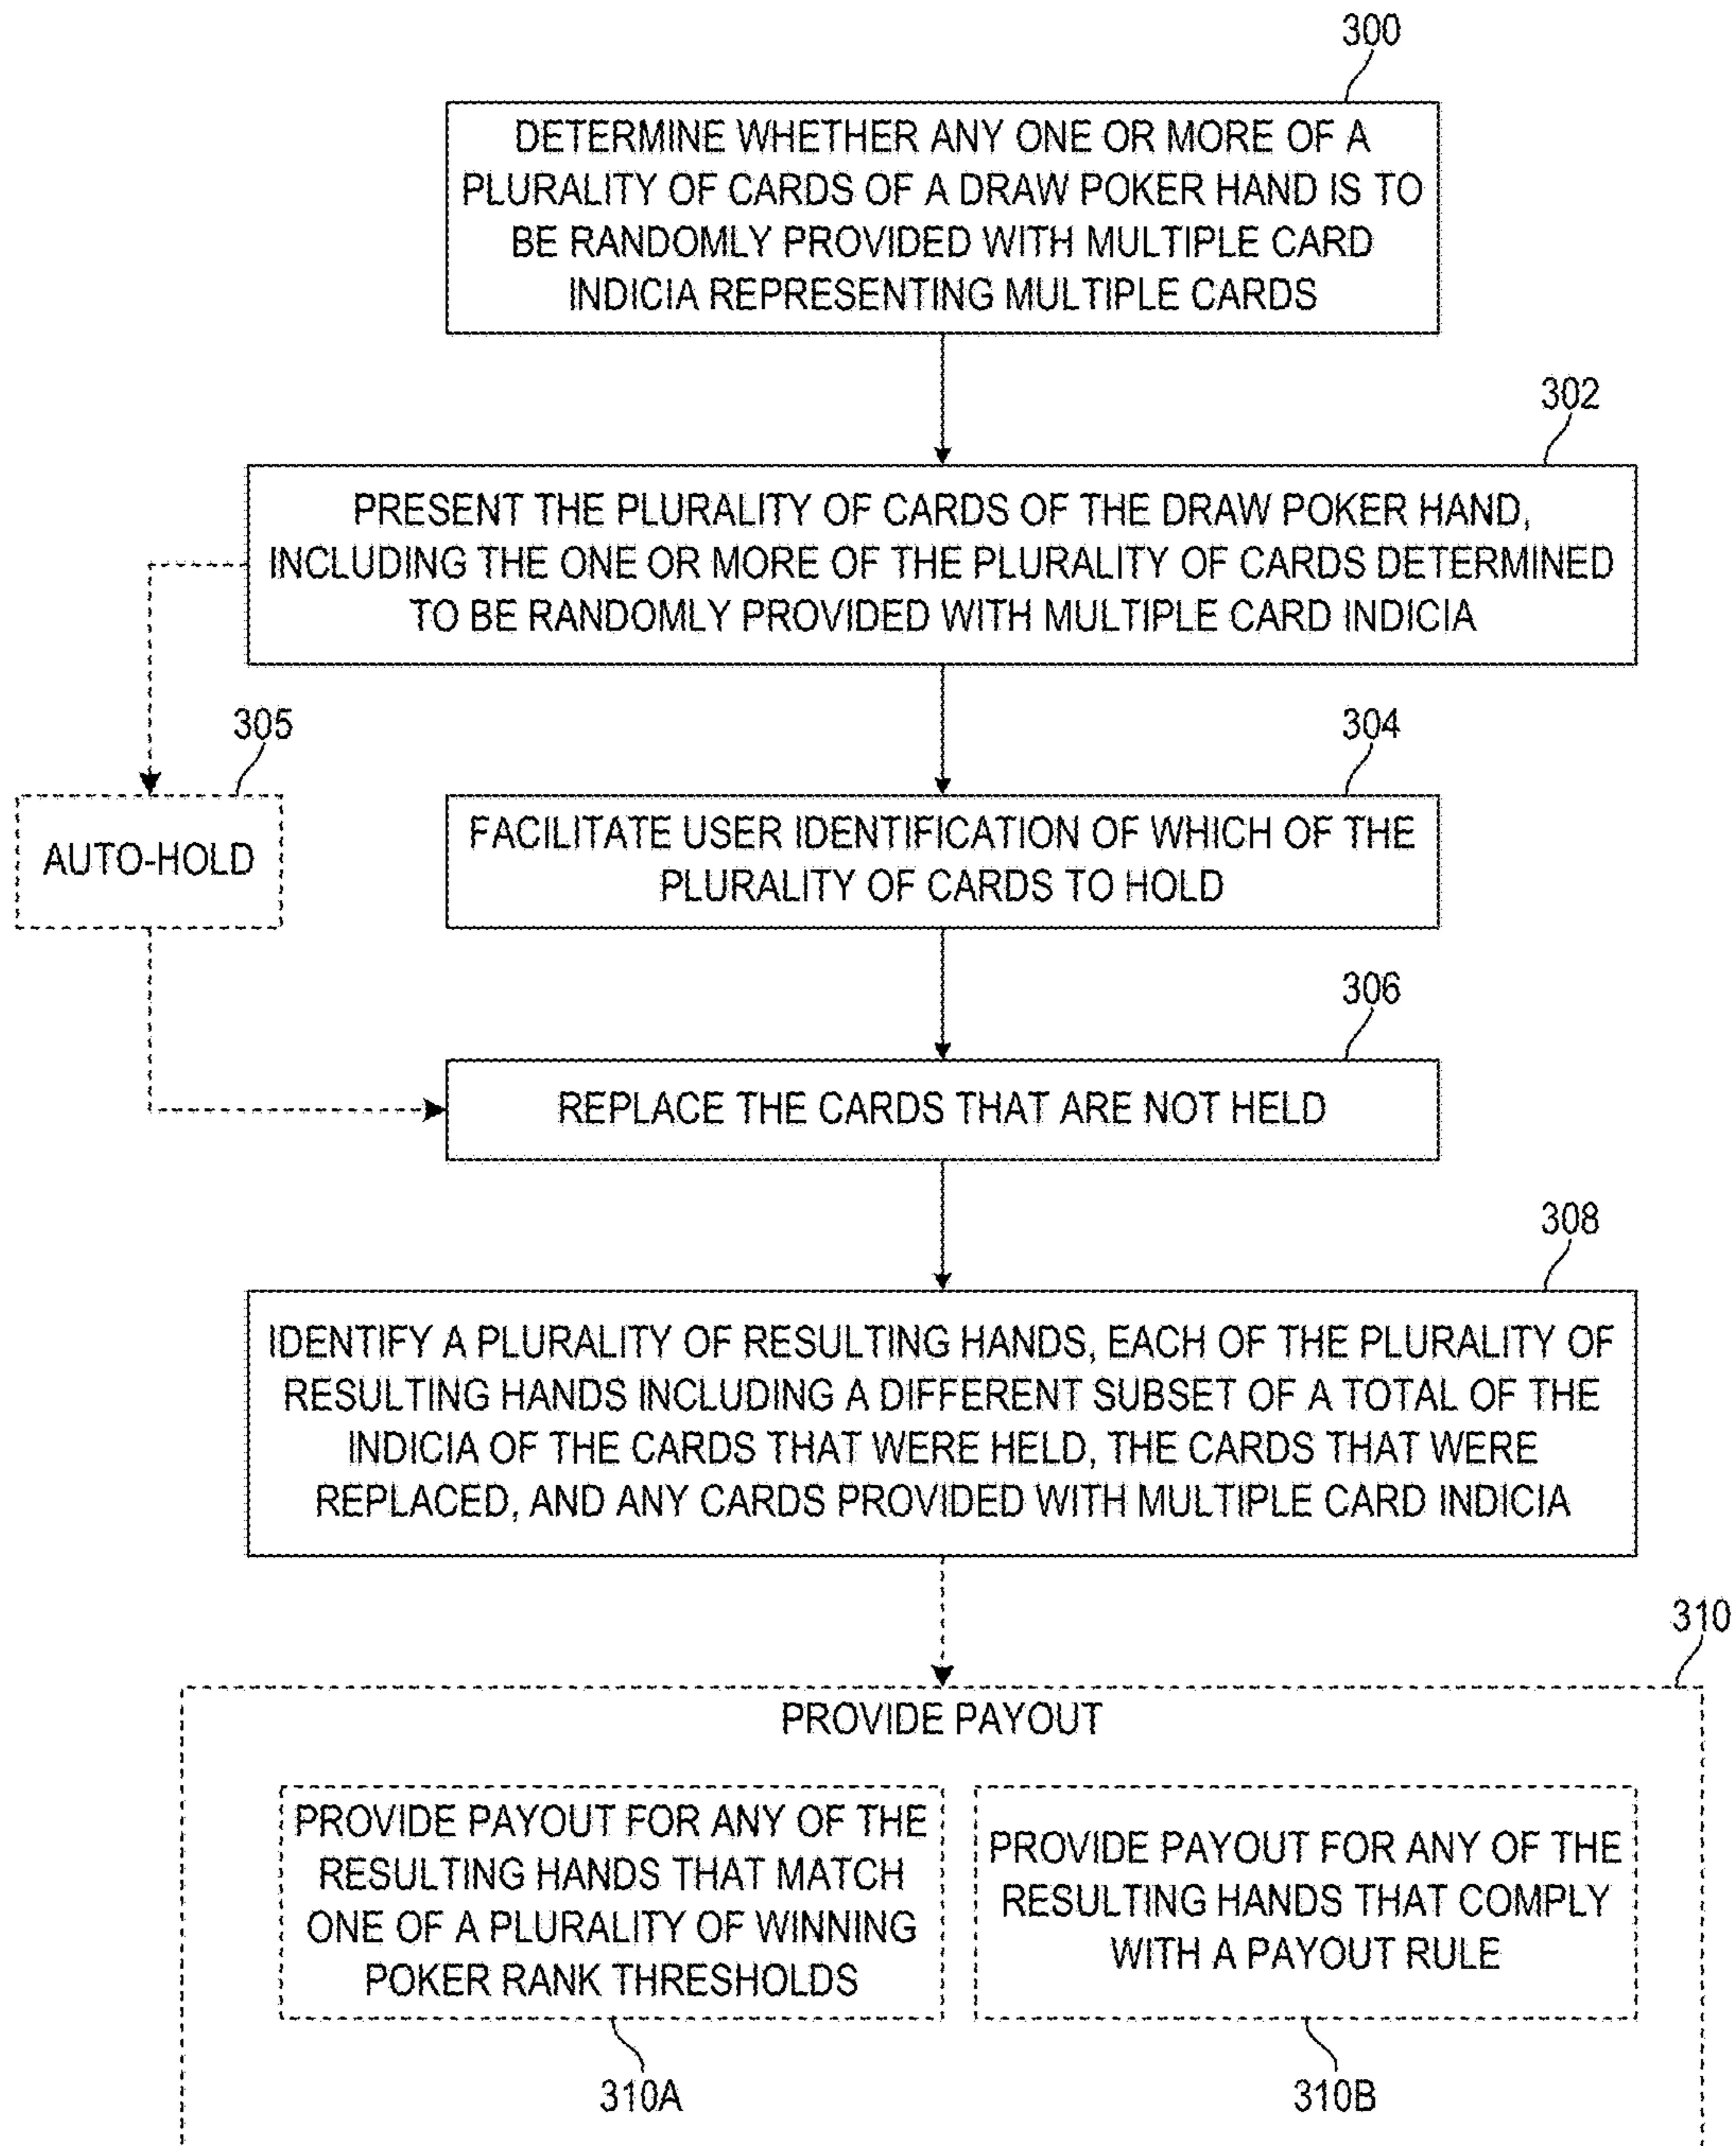 300
DETERMINE WHETHER ANY ONE OR MORE OF A
PLURALITY OF CARDS OF A DRAW POKER HAND IS TO
BE RANDOMLY PROVIDED WITH MULTIPLE CARD
INDICIA REPRESENTING MULTIPLE CARDS
302
PRESENT THE PLURALITY OF CARDS OF THE DRAW POKER HAND,
INCLUDING THE ONE OR MORE OF THE PLURALITY OF CARDS DETERMINED
TO BE RANDOMLY PROVIDED WITH MULTIPLE CARD INDICIA
305
AUTO-HOLD
304
FACILITATE USER IDENTIFICATION OF WHICH OF THE
PLURALITY OF CARDS TO HOLD
306
REPLACE THE CARDS THAT ARE NOT HELD
308
IDENTIFY A PLURALITY OF RESULTING HANDS, EACH OF THE PLURALITY OF
RESULTING HANDS INCLUDING A DIFFERENT SUBSET OF A TOTAL OF THE
INDICIA OF THE CARDS THAT WERE HELD, THE CARDS THAT WERE
REPLACED, AND ANY CARDS PROVIDED WITH MULTIPLE CARD INDICIA
310
PROVIDE PAYOUT
PROVIDE PAYOUT FOR ANY OF THE
RESULTING HANDS THAT MATCH
ONE OF A PLURALITY OF WINNING
POKER RANK THRESHOLDS
310A
PROVIDE PAYOUT FOR ANY OF THE
RESULTING HANDS THAT COMPLY
WITH A PAYOUT RULE
310B